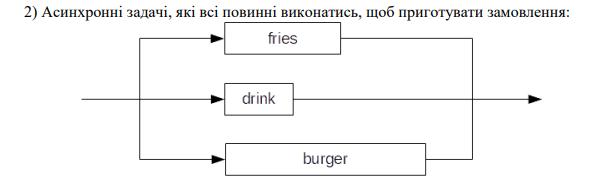 2) Асинхронні задачі, які всі повинні виконатись, щоб приготувати замовлення:
fries
drink
burger